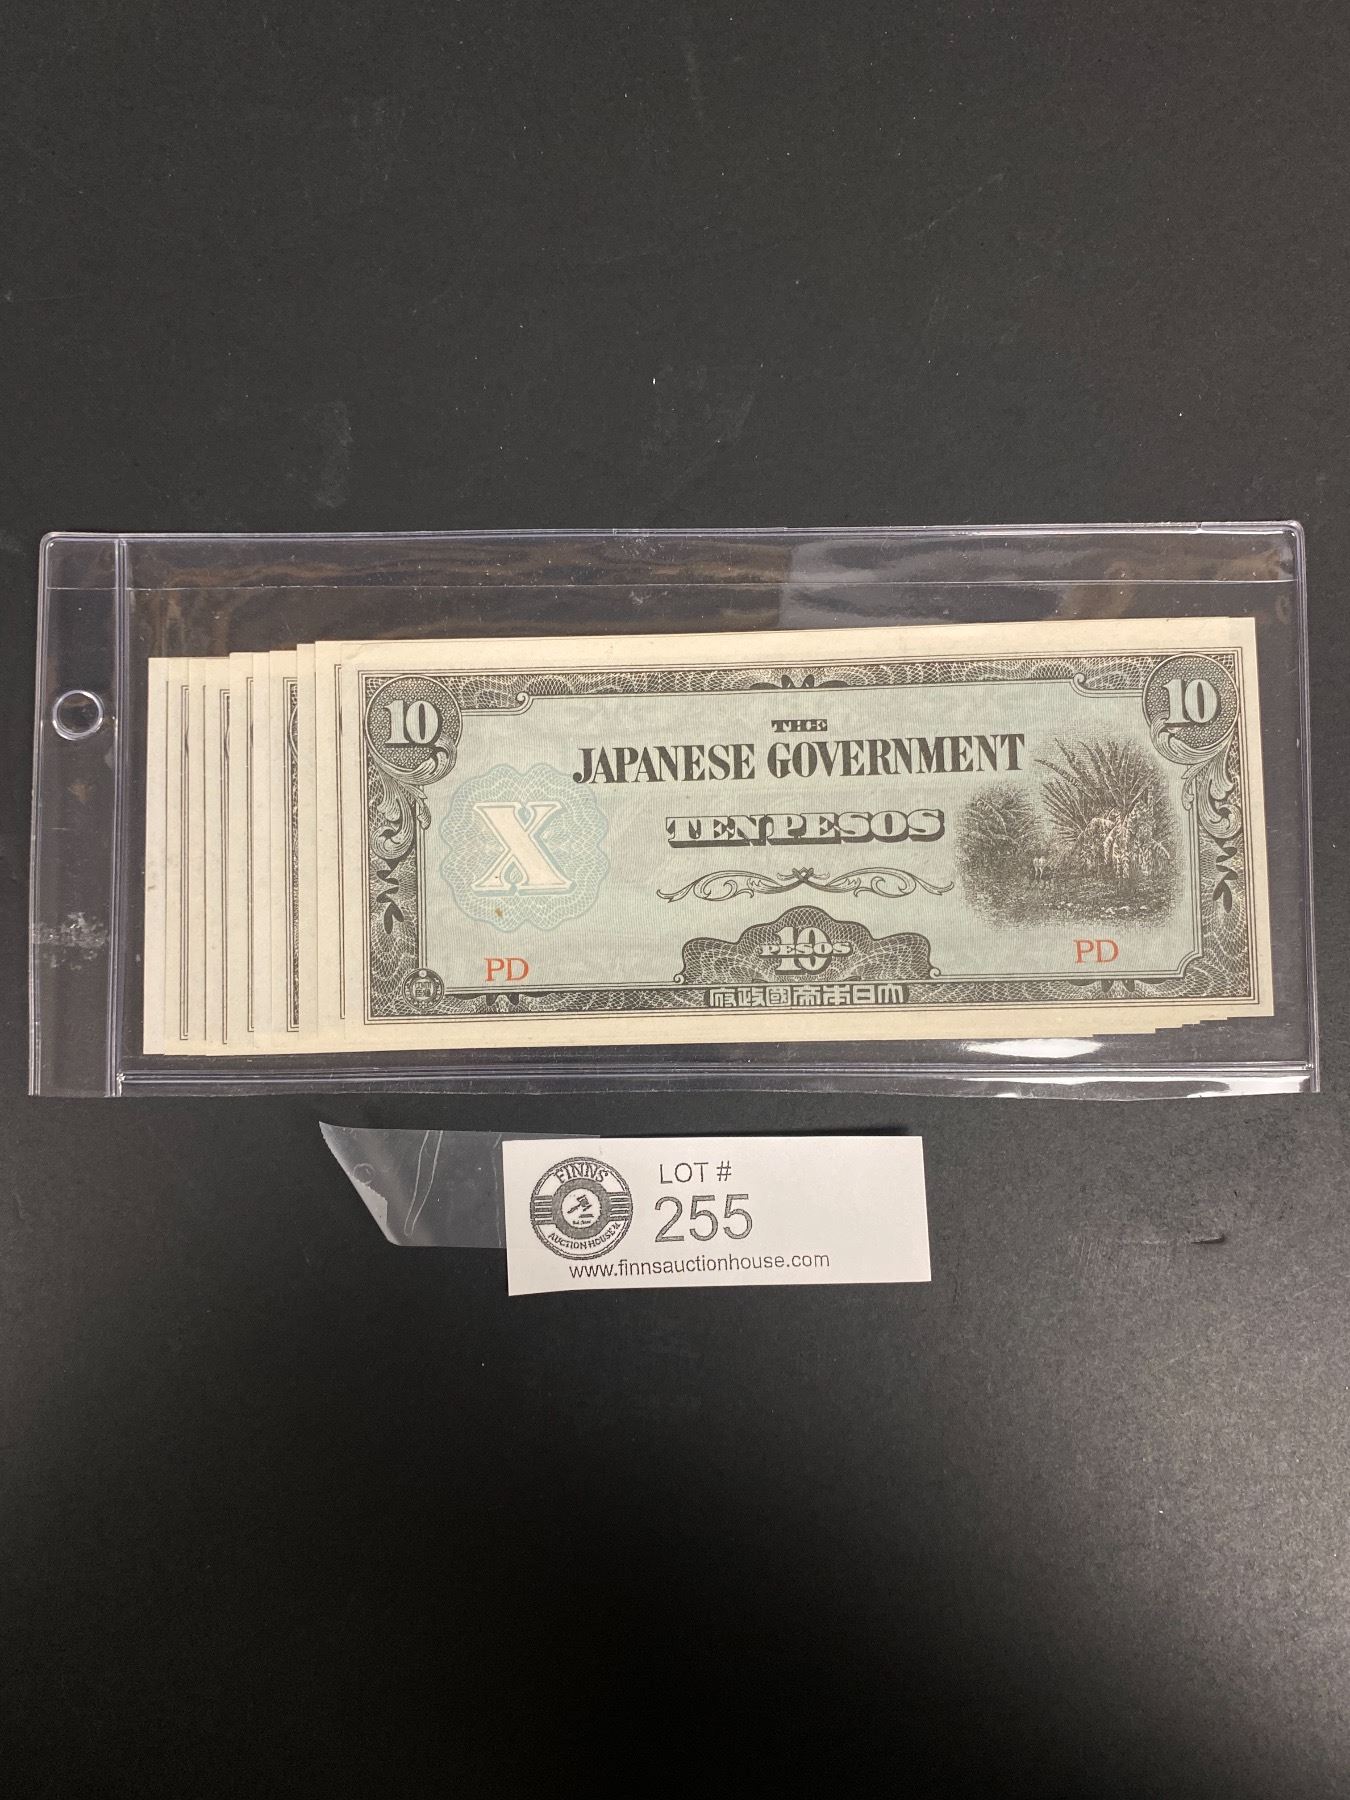 10
10
THE
JAPANESE GOVERNMENT
TEN PESOS
X
PD
PD
10
PESOS
府政國帝本日大
FINNS
AUCTION HOUSE
LOT #
255
www.finnsauctionhouse.com